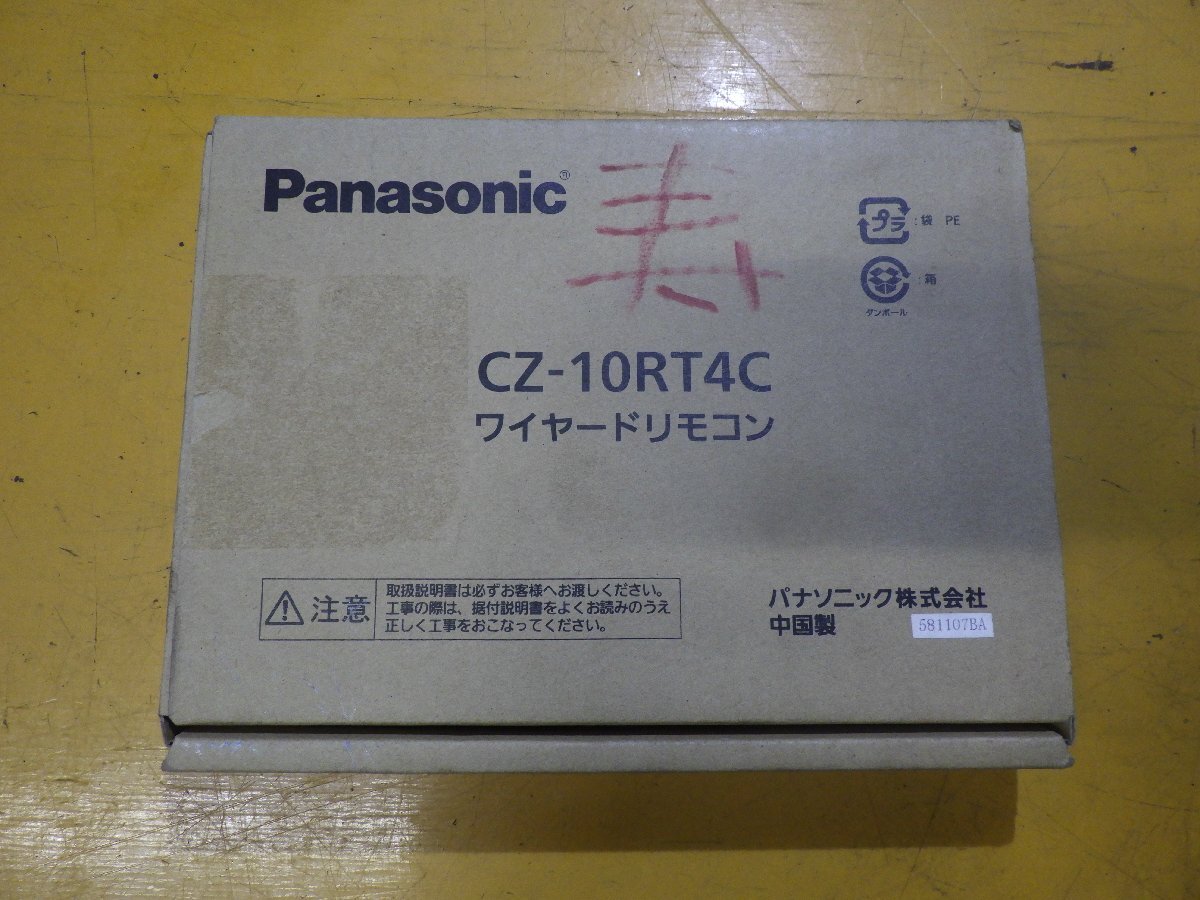 Panasonic®
寿
プラ :袋 PE
:箱
ダンボール
CZ-10RT4C
ワイヤードリモコン
注意
取扱説明書は必ずお客様へお渡しください。
工事の際は、据付説明書をよくお読みのうえ
正しく工事をおこなってください。
パナソニック株式会社
中国製 581107BA